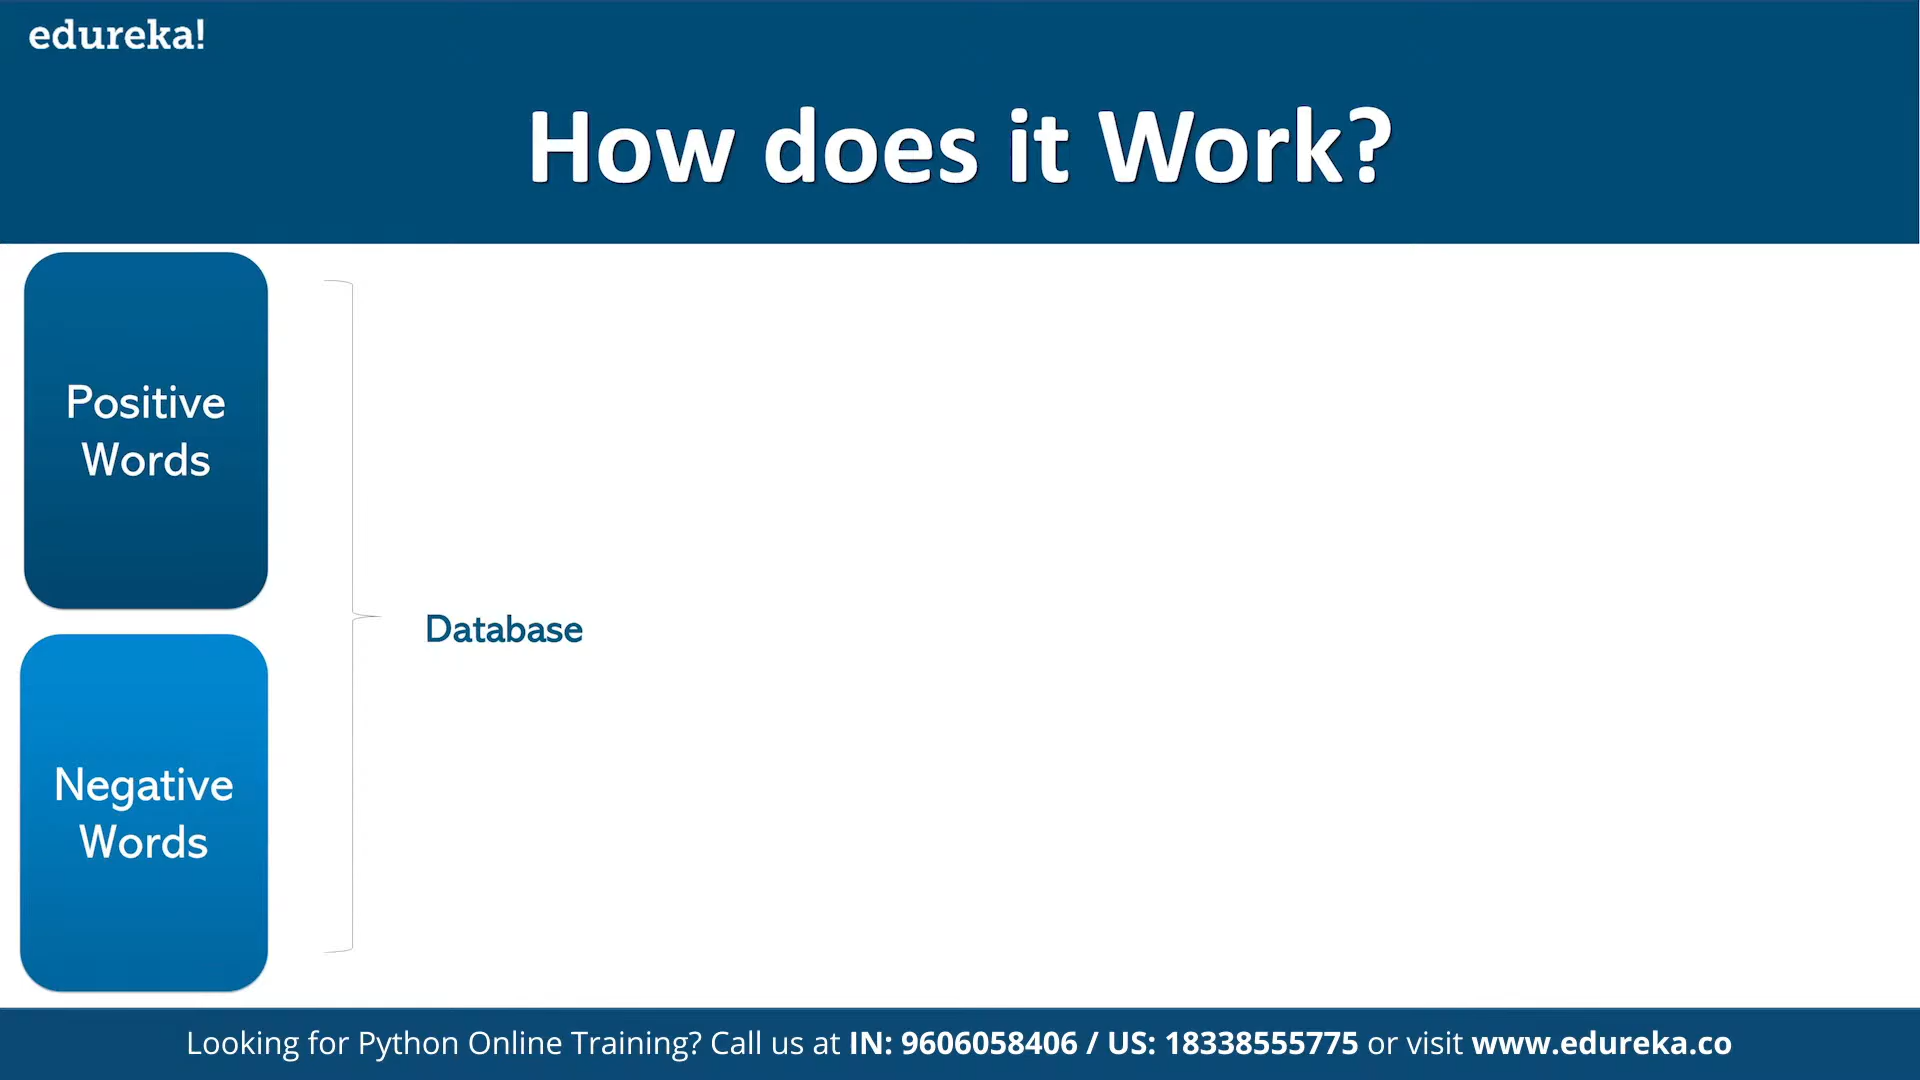 edureka!
How does it Work?
Positive
Words
Database
Negative
Words
Looking for Python Online Training? Call us at IN: 9606058406 / US: 18338555775 or visit www.edureka.co